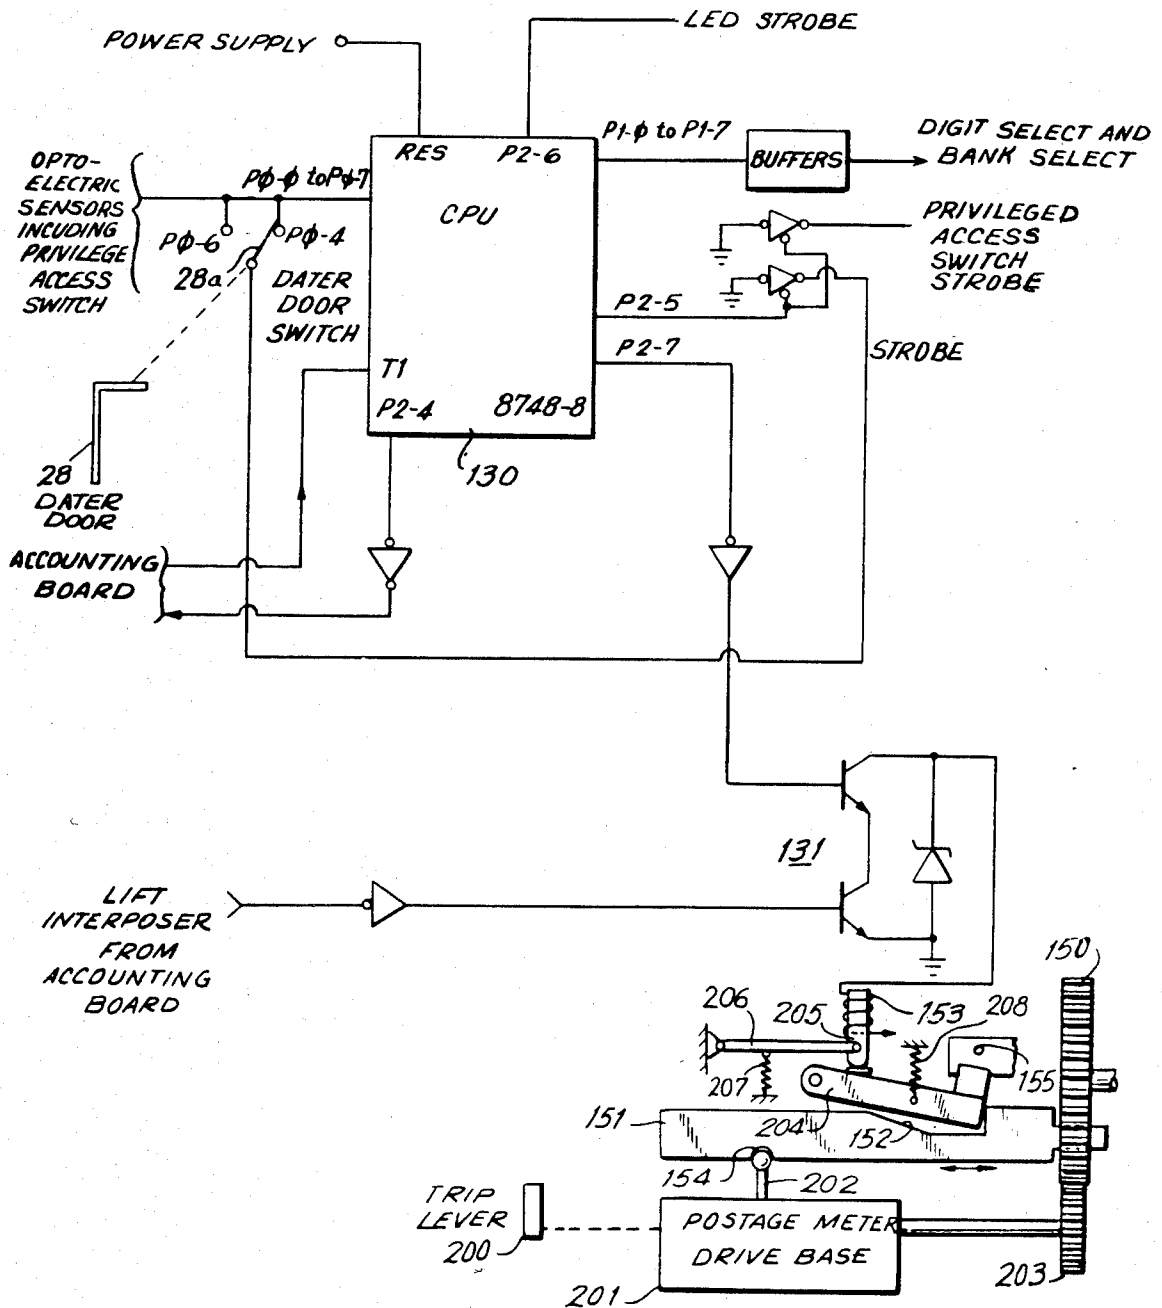 LED STROBE
POWER SUPPLY
P1-ϕ to P1-7
DIGIT SELECT AND
BANK SELECT
BUFFERS
RES
P2-6
OPTO-
ELECTRIC
SENSORS
INCUDING
PRIVILEGE
ACCESS
SWITCH
Pϕ-ϕ to Pϕ-7
CPU
Pϕ-6
Pϕ-4
28a
DATER
DOOR
SWITCH
PRIVILEGED
ACCESS
SWITCH
STROBE
P2-5
P2-7
STROBE
T1
P2-4
8748-8
130
28
DATER
DOOR
ACCOUNTING
BOARD
131
LIFT
INTERPOSER
FROM
ACCOUNTING
BOARD
150
206
205
153
208
207
155
151
204
152
154
202
TRIP
LEVER
200
POSTAGE METER
DRIVE BASE
203
201